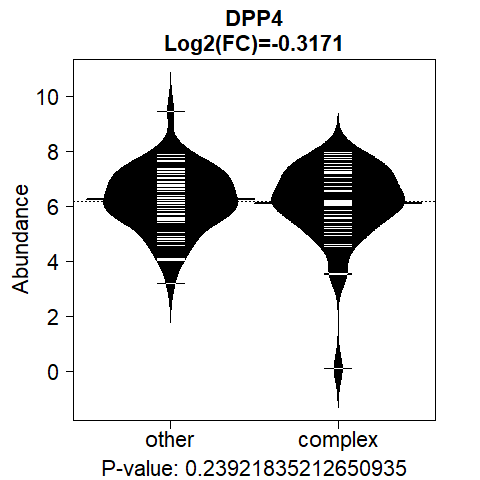 DPP4
Log2(FC)=-0.3171
Abundance
10
8
6
4
2
0
other complex
P-value: 0.23921835212650935